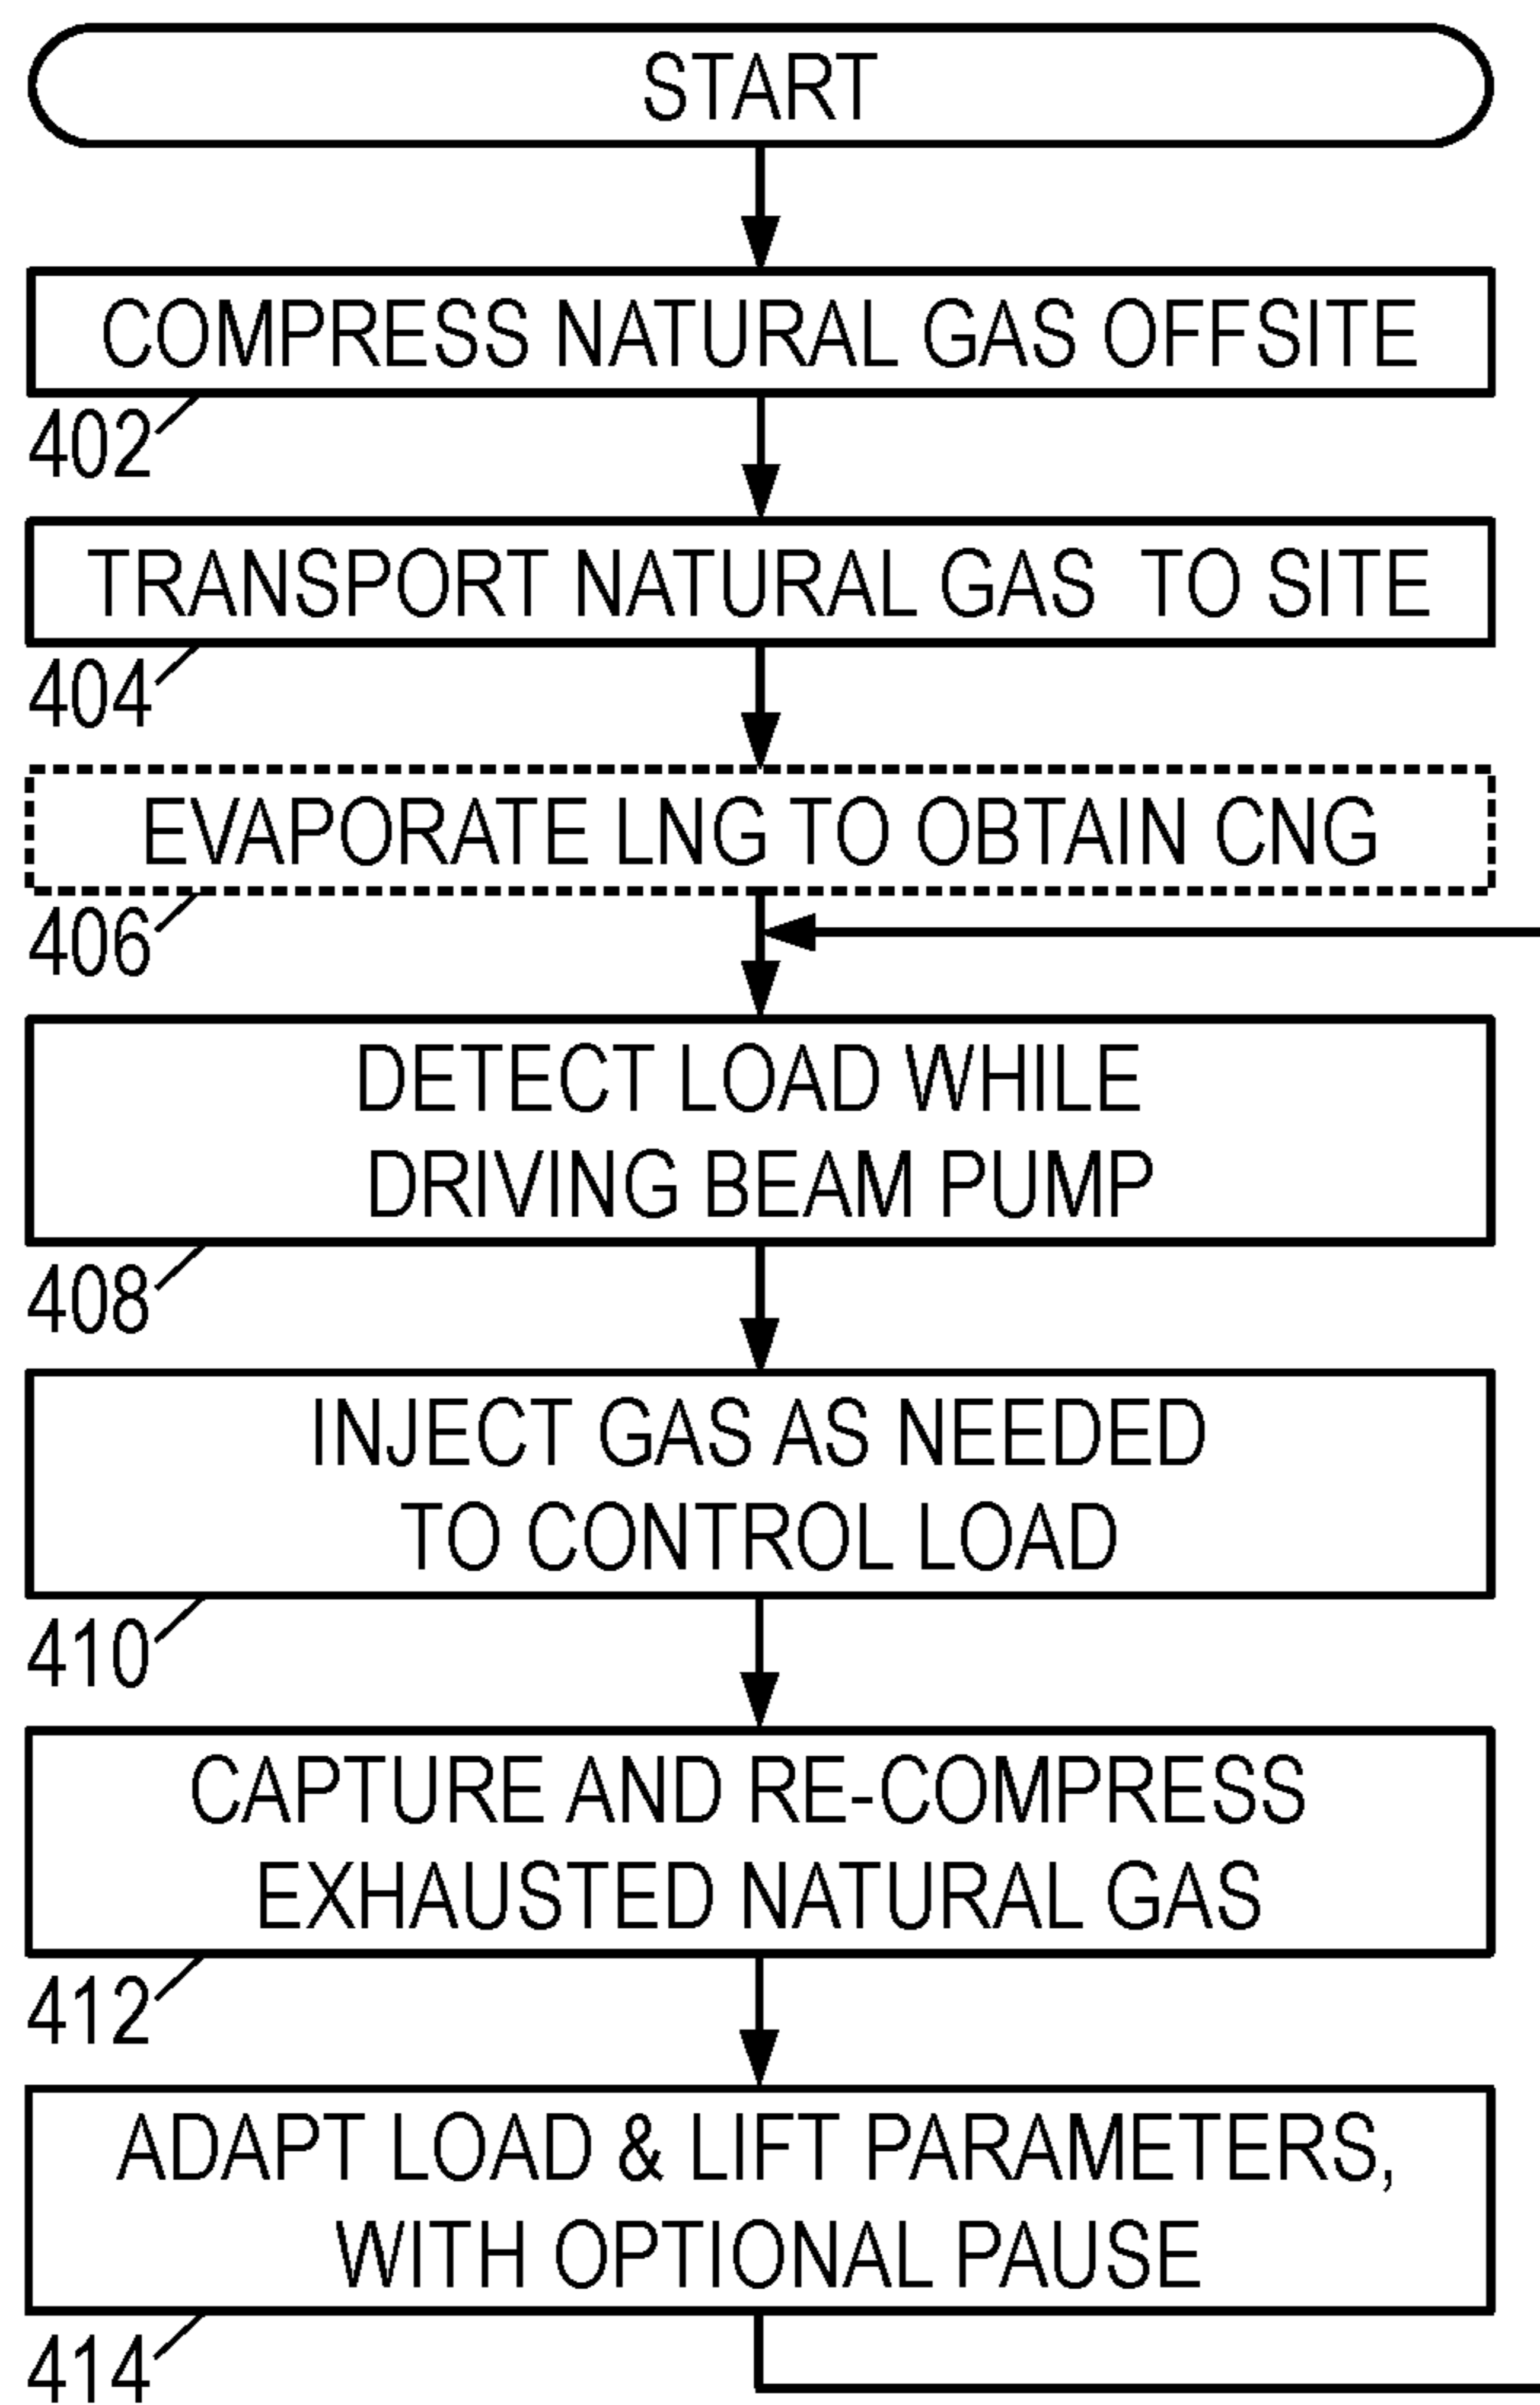 START
COMPRESS NATURAL GAS OFFSITE
402
TRANSPORT NATURAL GAS TO SITE
404
EVAPORATE LNG TO OBTAIN CNG
406
DETECT LOAD WHILE
DRIVING BEAM PUMP
408
INJECT GAS AS NEEDED
TO CONTROL LOAD
410
CAPTURE AND RE-COMPRESS
EXHAUSTED NATURAL GAS
412
ADAPT LOAD & LIFT PARAMETERS,
WITH OPTIONAL PAUSE
414